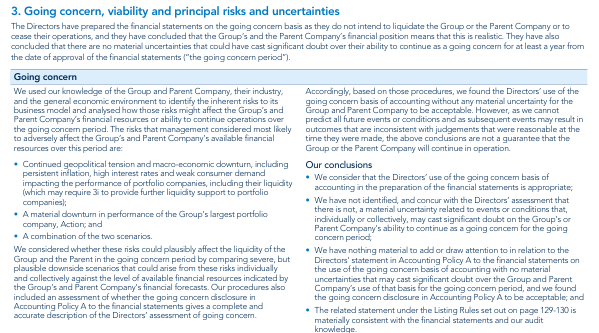 3. Going concern, viability and principal risks and uncertainties
The Directors have prepared the financial statements on the going concern basis as they do not intend to liquidate the Group or the Parent Company or to
cease their operations, and they have concluded that the Group's and the Parent Company's financial position means that this is realistic. They have also
concluded that there are no material uncertainties that could have cast significant doubt over their ability to continue as a going concern for at least a year from
the date of approval of the financial statements ("the going concern period").
Going concern
We used our knowledge of the Group and Parent Company, their industry,
and the general economic environment to identify the inherent risks to its
business model and analysed how those risks might affect the Group's and
Parent Company's financial resources or ability to continue operations over
the going concern period. The risks that management considered most likely
to adversely affect the Group's and Parent Company's available financial
resources over this period are:
• Continued geopolitical tension and macro-economic downturn, including
persistent inflation, high interest rates and weak consumer demand
impacting the performance of portfolio companies, including their liquidity
(which may require 3i to provide further liquidity support to portfolio
companies);
• A material downturn in performance of the Group's largest portfolio
company, Action; and
• A combination of the two scenarios.
We considered whether these risks could plausibly affect the liquidity of the
Group and the Parent in the going concern period by comparing severe, but
plausible downside scenarios that could arise from these risks individually
and collectively against the level of available financial resources indicated by
the Group's and Parent Company's financial forecasts. Our procedures also
included an assessment of whether the going concern disclosure in
Accounting Policy A to the financial statements gives a complete and
accurate description of the Directors' assessment of going concern.
Accordingly, based on those procedures, we found the Directors' use of the
going concern basis of accounting without any material uncertainty for the
Group and Parent Company to be acceptable. However, as we cannot
predict all future events or conditions and as subsequent events may result in
outcomes that are inconsistent with judgements that were reasonable at the
time they were made, the above conclusions are not a guarantee that the
Group or the Parent Company will continue in operation.
Our conclusions
• We consider that the Directors' use of the going concern basis of
accounting in the preparation of the financial statements is appropriate;
• We have not identified, and concur with the Directors' assessment that
there is not, a material uncertainty related to events or conditions that,
individually or collectively, may cast significant doubt on the Group's or
Parent Company's ability to continue as a going concern for the going
concern period;
• We have nothing material to add or draw attention to in relation to the
Directors' statement in Accounting Policy A to the financial statements on
the use of the going concern basis of accounting with no material
uncertainties that may cast significant doubt over the Group and Parent
Company's use of that basis for the going concern period, and we found
the going concern disclosure in Accounting Policy A to be acceptable; and
• The related statement under the Listing Rules set out on page 129-130 is
materially consistent with the financial statements and our audit
knowledge.